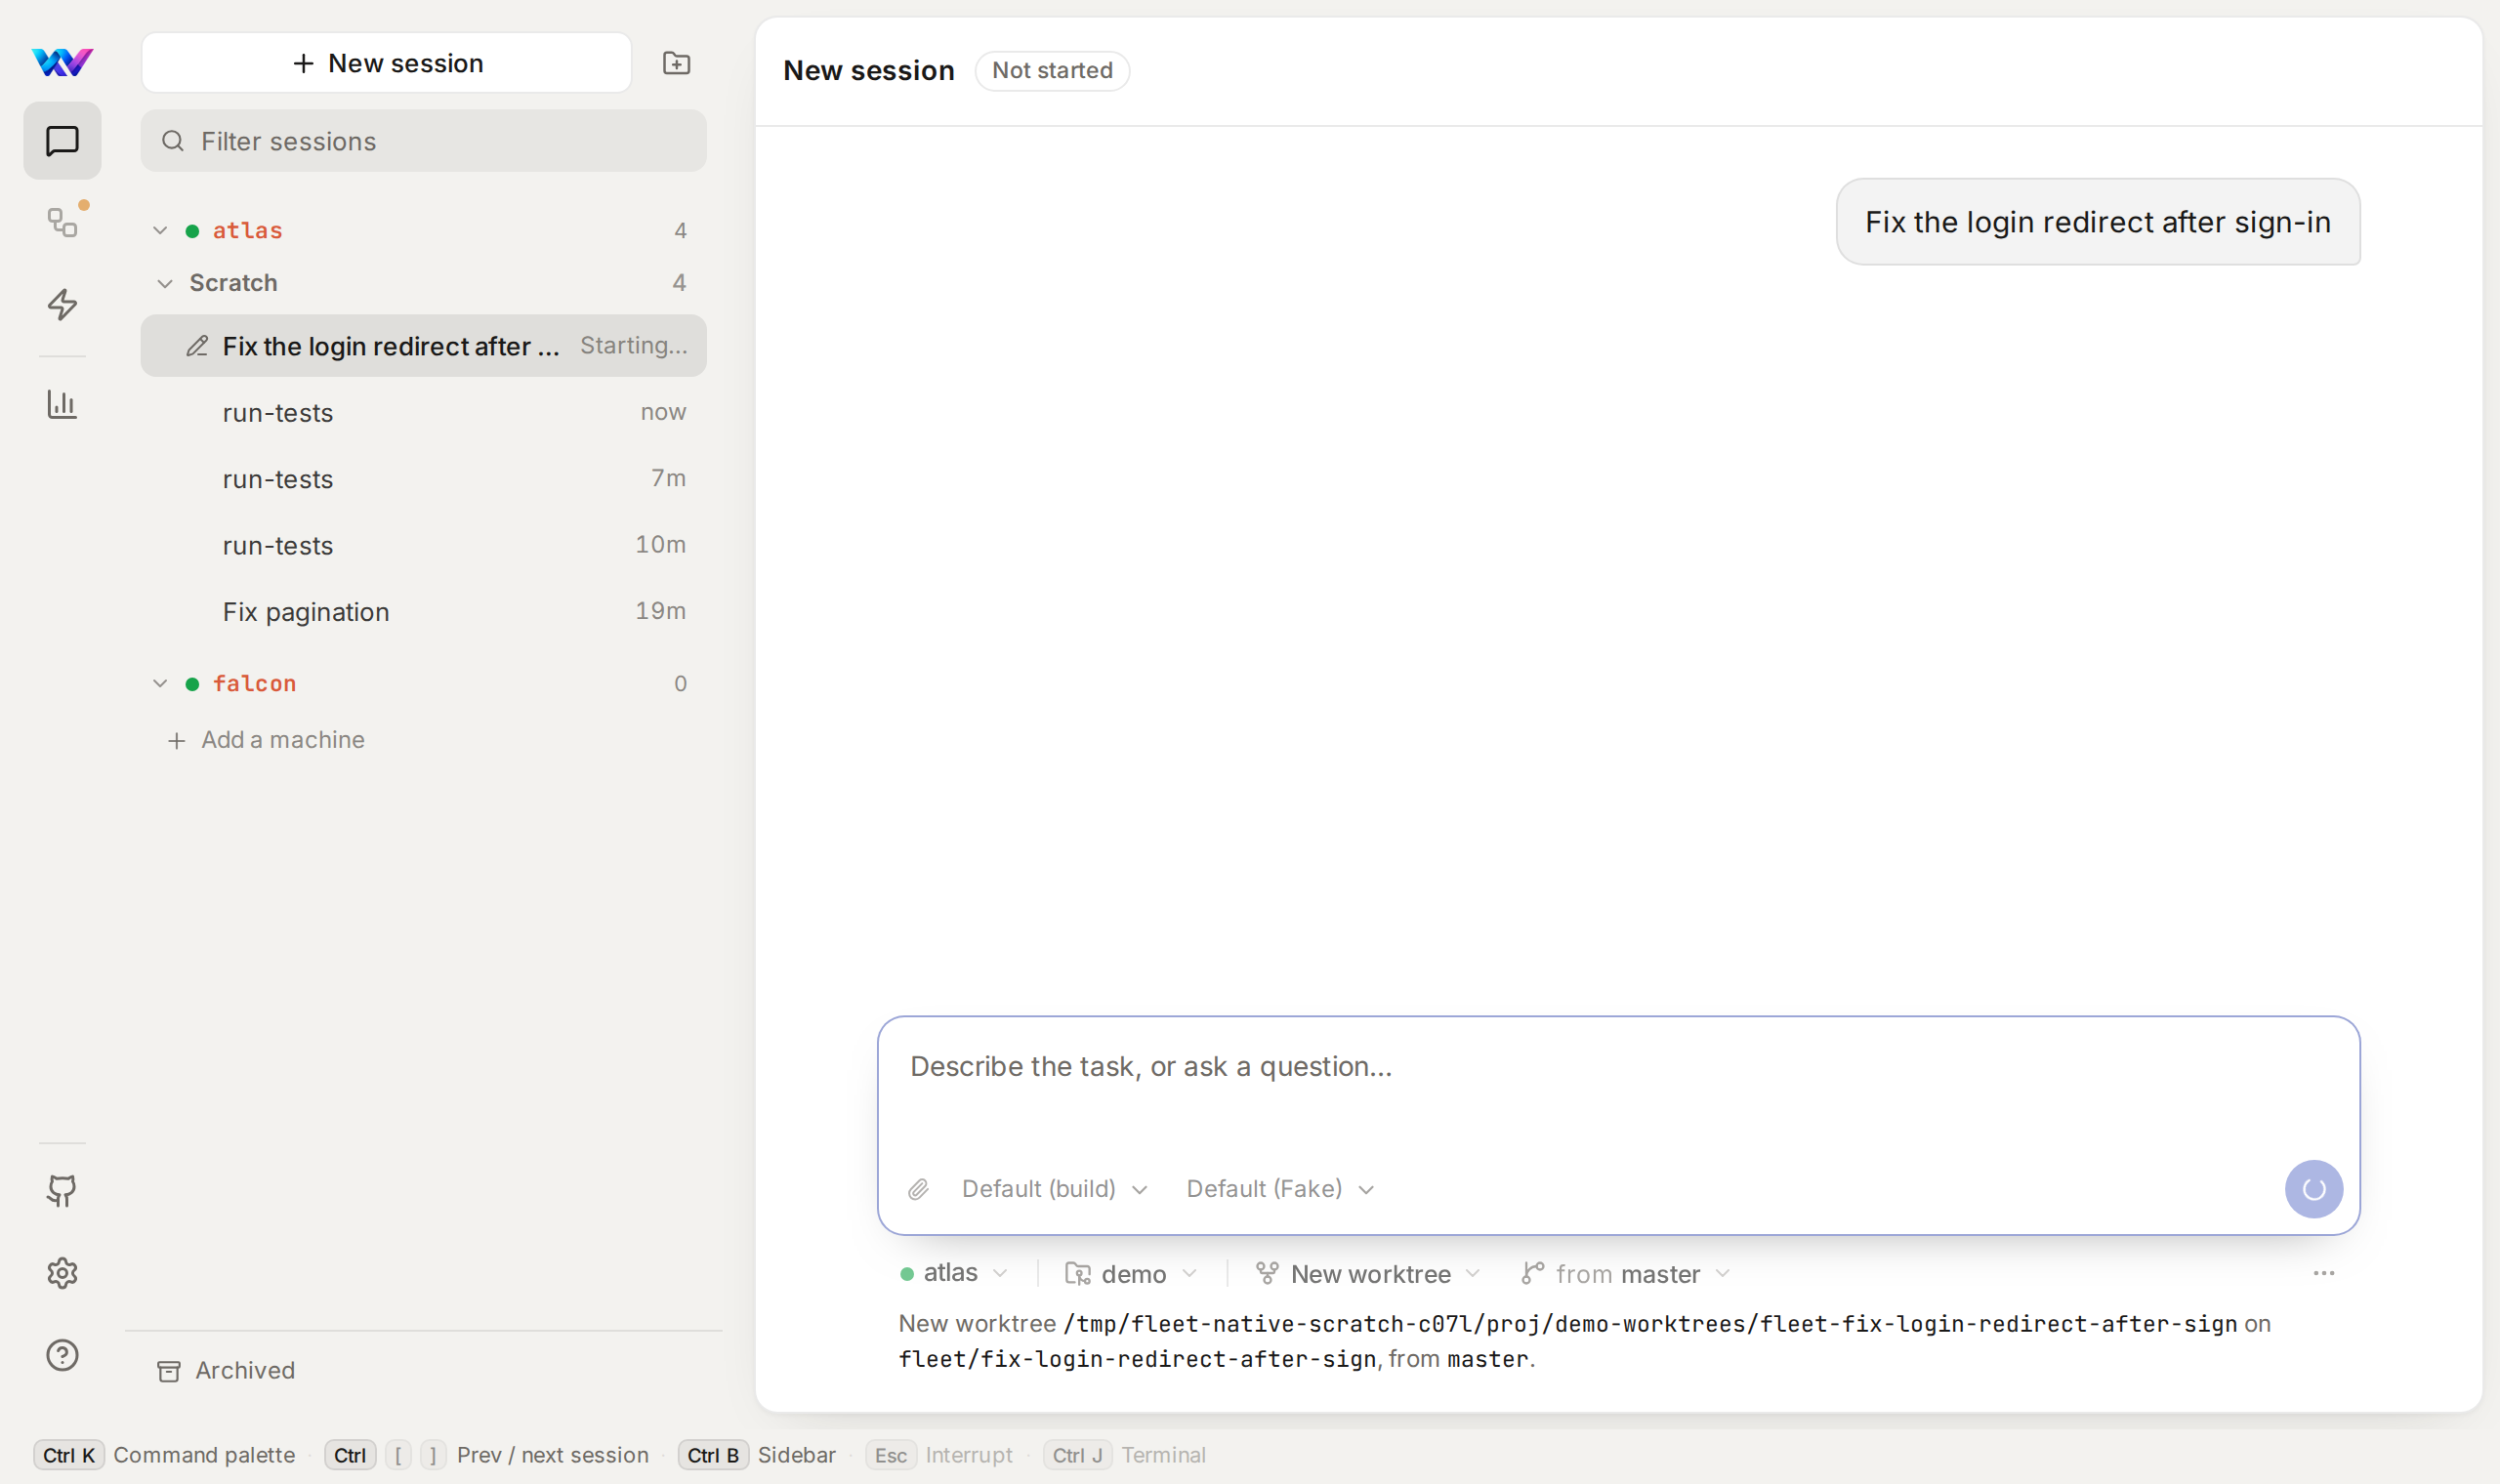 New session
Filter sessions
atlas 4
Scratch 4
Fix the login redirect after ... Starting...
run-tests now
run-tests 7m
run-tests 10m
Fix pagination 19m
falcon 0
Add a machine
Archived
New session Not started
Fix the login redirect after sign-in
Describe the task, or ask a question...
Default (build) Default (Fake)
atlas demo New worktree from master
New worktree /tmp/fleet-native-scratch-c07l/proj/demo-worktrees/fleet-fix-login-redirect-after-sign on
fleet/fix-login-redirect-after-sign, from master.
Ctrl K Command palette · Ctrl [ ] Prev / next session · Ctrl B Sidebar · Esc Interrupt · Ctrl J Terminal